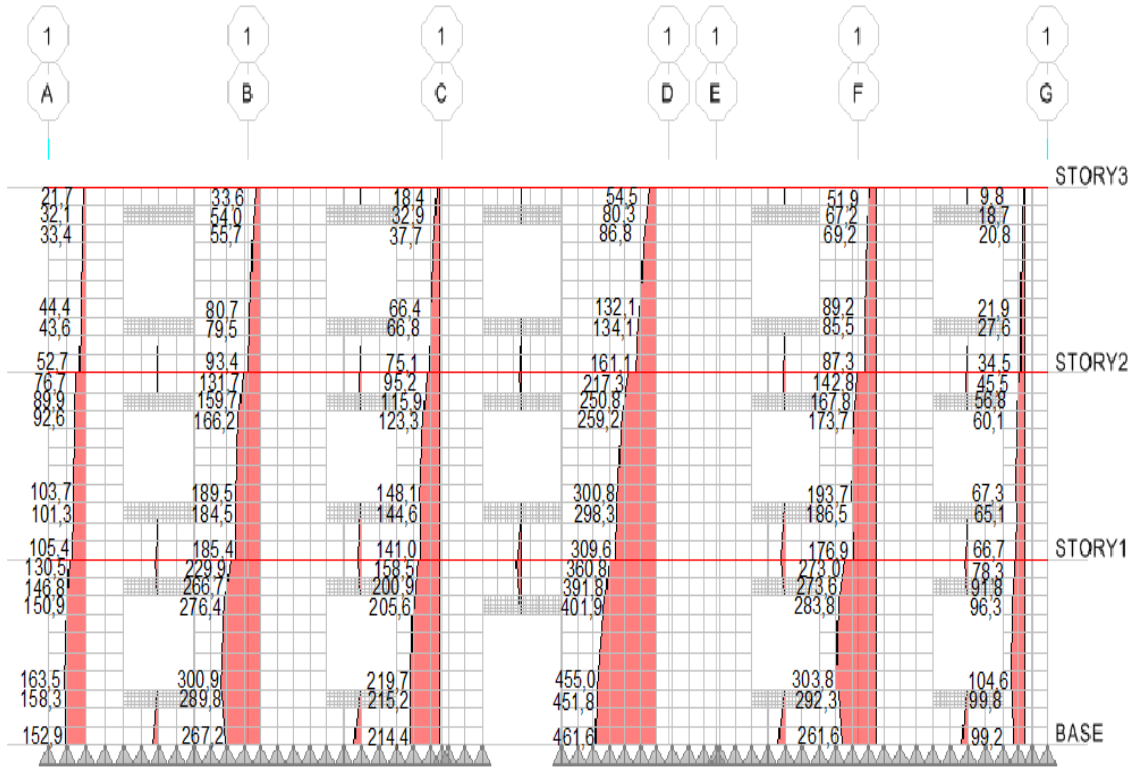 1 1 1 1 1 1 1
A B C D E F G
STORY3
21,7 33,6 18,4 54,5 51,9 9,8
32,1 54,0 32,9 80,3 67,2 18,7
33,4 55,7 37,7 86,8 69,2 20,8
44,4 80,7 66,4 132,1 89,2 21,9
43,6 79,5 66,8 134,1 85,5 27,6
52,7 93,4 75,1 161,1 87,3 34,5
STORY2
76,7 131,7 95,2 217,3 142,8 45,5
89,9 159,7 115,9 250,8 167,8 56,8
92,6 166,2 123,3 259,2 173,7 60,1
103,7 189,5 148,1 300,8 193,7 67,3
101,3 184,5 144,6 298,3 186,5 65,1
105,4 185,4 141,0 309,6 176,9 66,7
STORY1
130,5 229,9 158,5 360,8 273,0 78,3
146,8 266,7 200,9 391,8 273,6 91,8
150,9 276,4 205,6 401,9 283,8 96,3
163,5 300,9 219,7 455,0 303,8 104,6
158,3 289,8 215,2 451,8 292,3 99,8
152,9 267,2 214,4 461,6 261,6 99,2
BASE